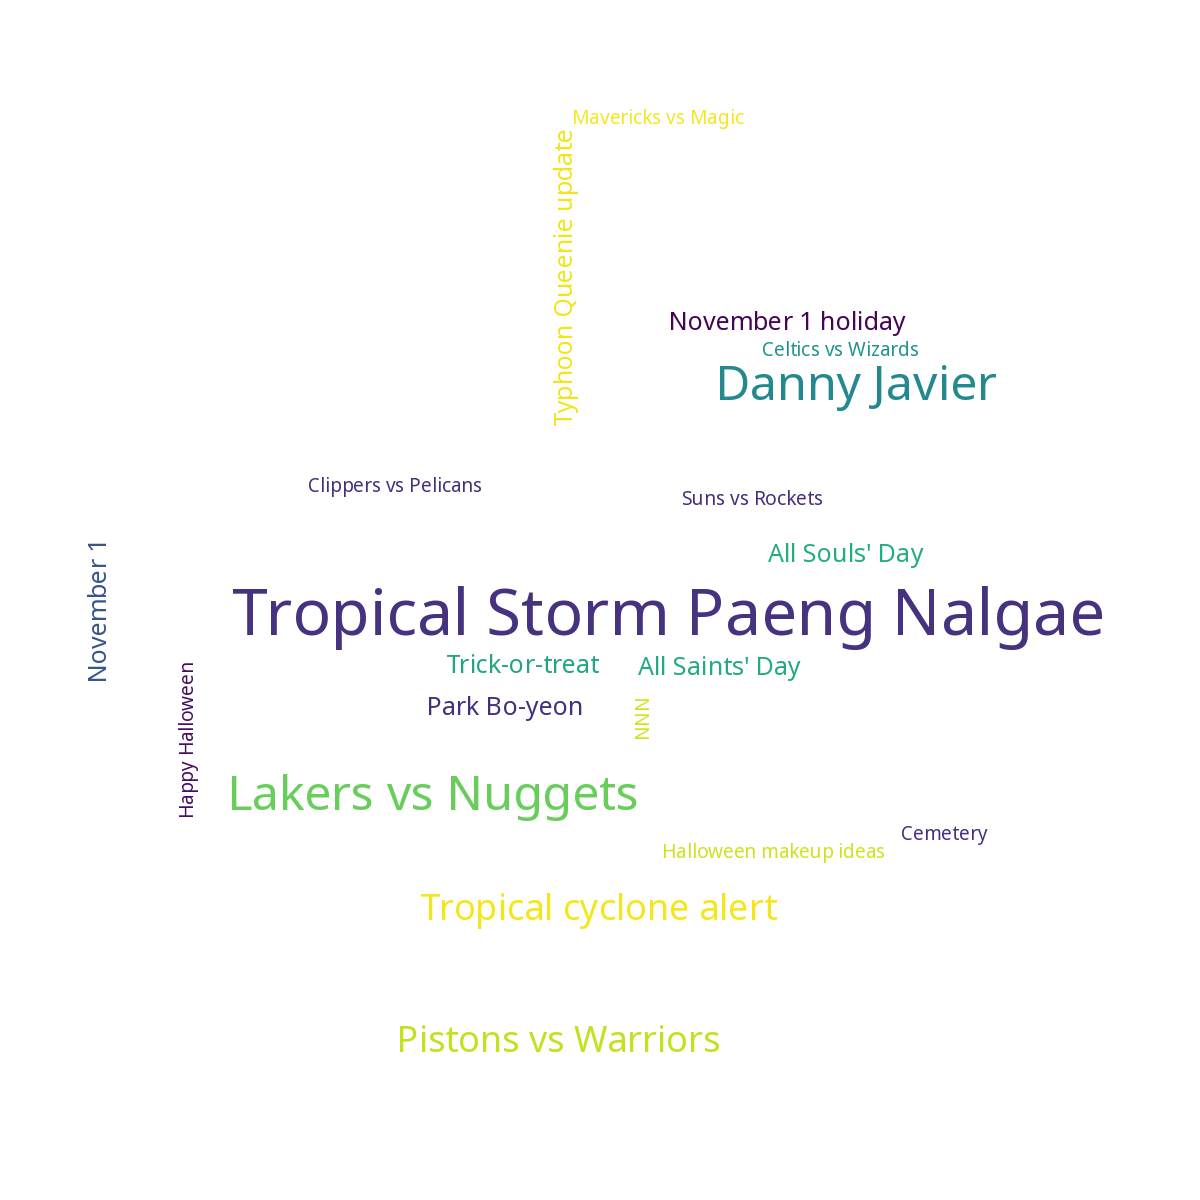 Mavericks vs Magic
Typhoon Queenie update
November 1 holiday
Celtics vs Wizards
Danny Javier
Clippers vs Pelicans
Suns vs Rockets
All Souls' Day
November 1
Tropical Storm Paeng Nalgae
Trick-or-treat
All Saints' Day
Happy Halloween
Park Bo-yeon
NNN
Lakers vs Nuggets
Cemetery
Halloween makeup ideas
Tropical cyclone alert
Pistons vs Warriors